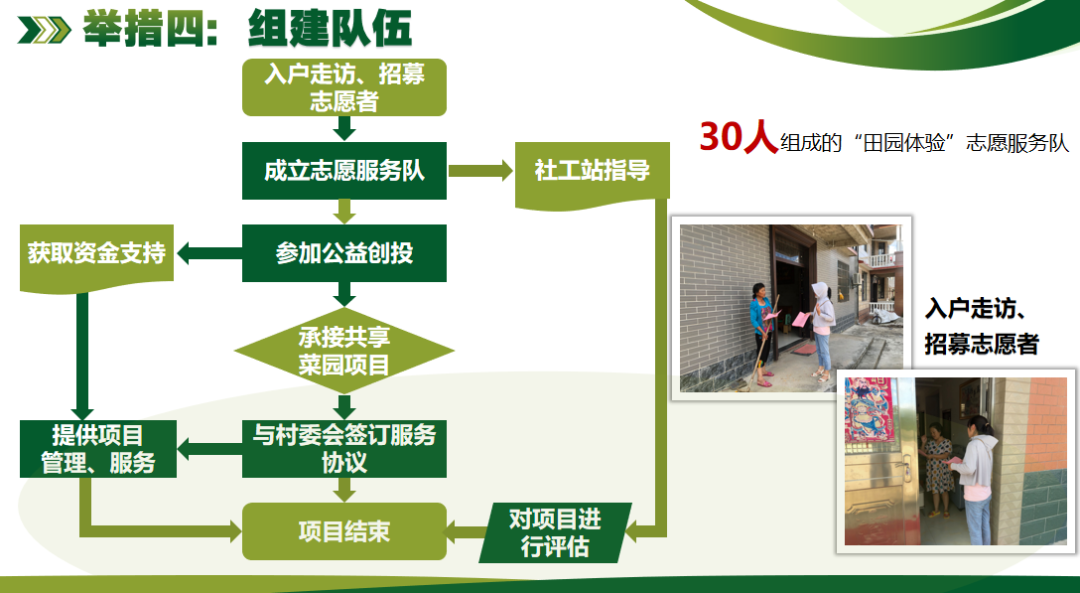 举措四： 组建队伍
入户走访、招募
志愿者
成立志愿服务队
社工站指导
30人组成的“田园体验”志愿服务队
获取资金支持
参加公益创投
承接共享
菜园项目
入户走访、
招募志愿者
提供项目
管理、服务
与村委会签订服务
协议
项目结束
对项目进
行评估